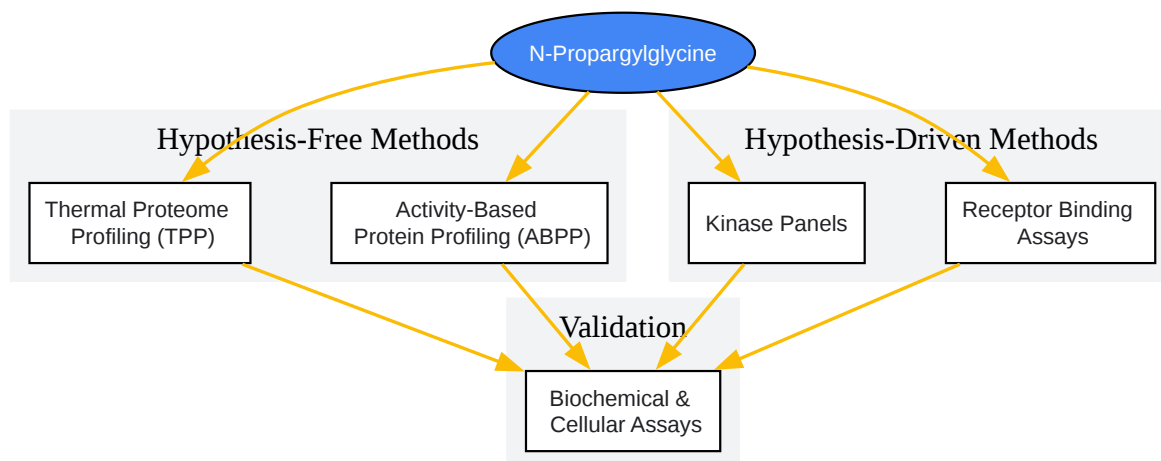 N-Propargylglycine
Hypothesis-Free Methods
Hypothesis-Driven Methods
Thermal Proteome
Profiling (TPP)
Activity-Based
Protein Profiling (ABPP)
Kinase Panels
Receptor Binding
Assays
Validation
Biochemical &
Cellular Assays